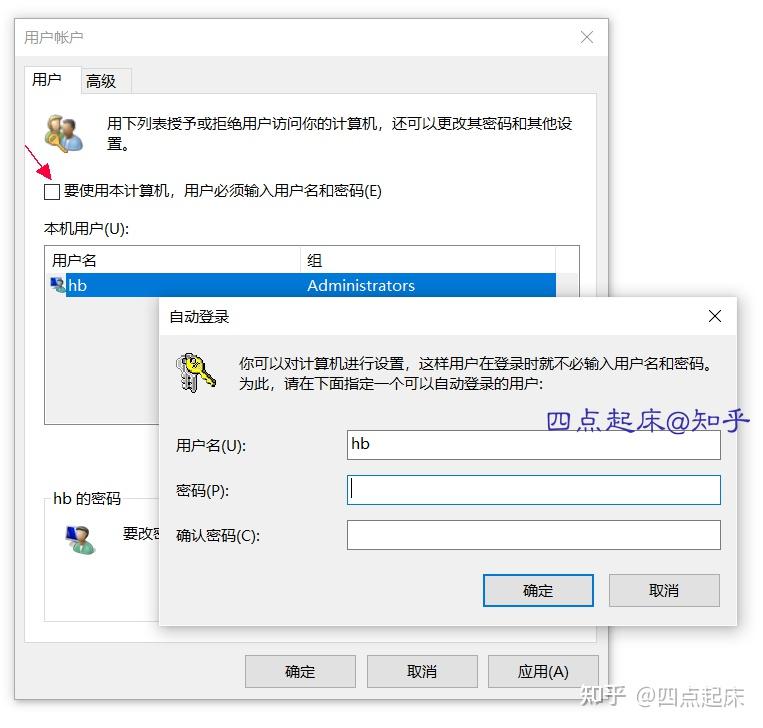 用户帐户
用户
高级
用下列表授予或拒绝用户访问你的计算机，还可以更改其密码和其他设
置。
要使用本计算机，用户必须输入用户名和密码(E)
本机用户(U):
用户名
组
hb
Administrators
自动登录
你可以对计算机进行设置，这样用户在登录时就不必输入用户名和密码。
为此，请在下面指定一个可以自动登录的用户:
四点起床@知乎
用户名(U):
hb
密码(P):
确认密码(C):
确定
取消
hb 的密码
要改
确定
取消
应用(A)
知乎 @四点起床